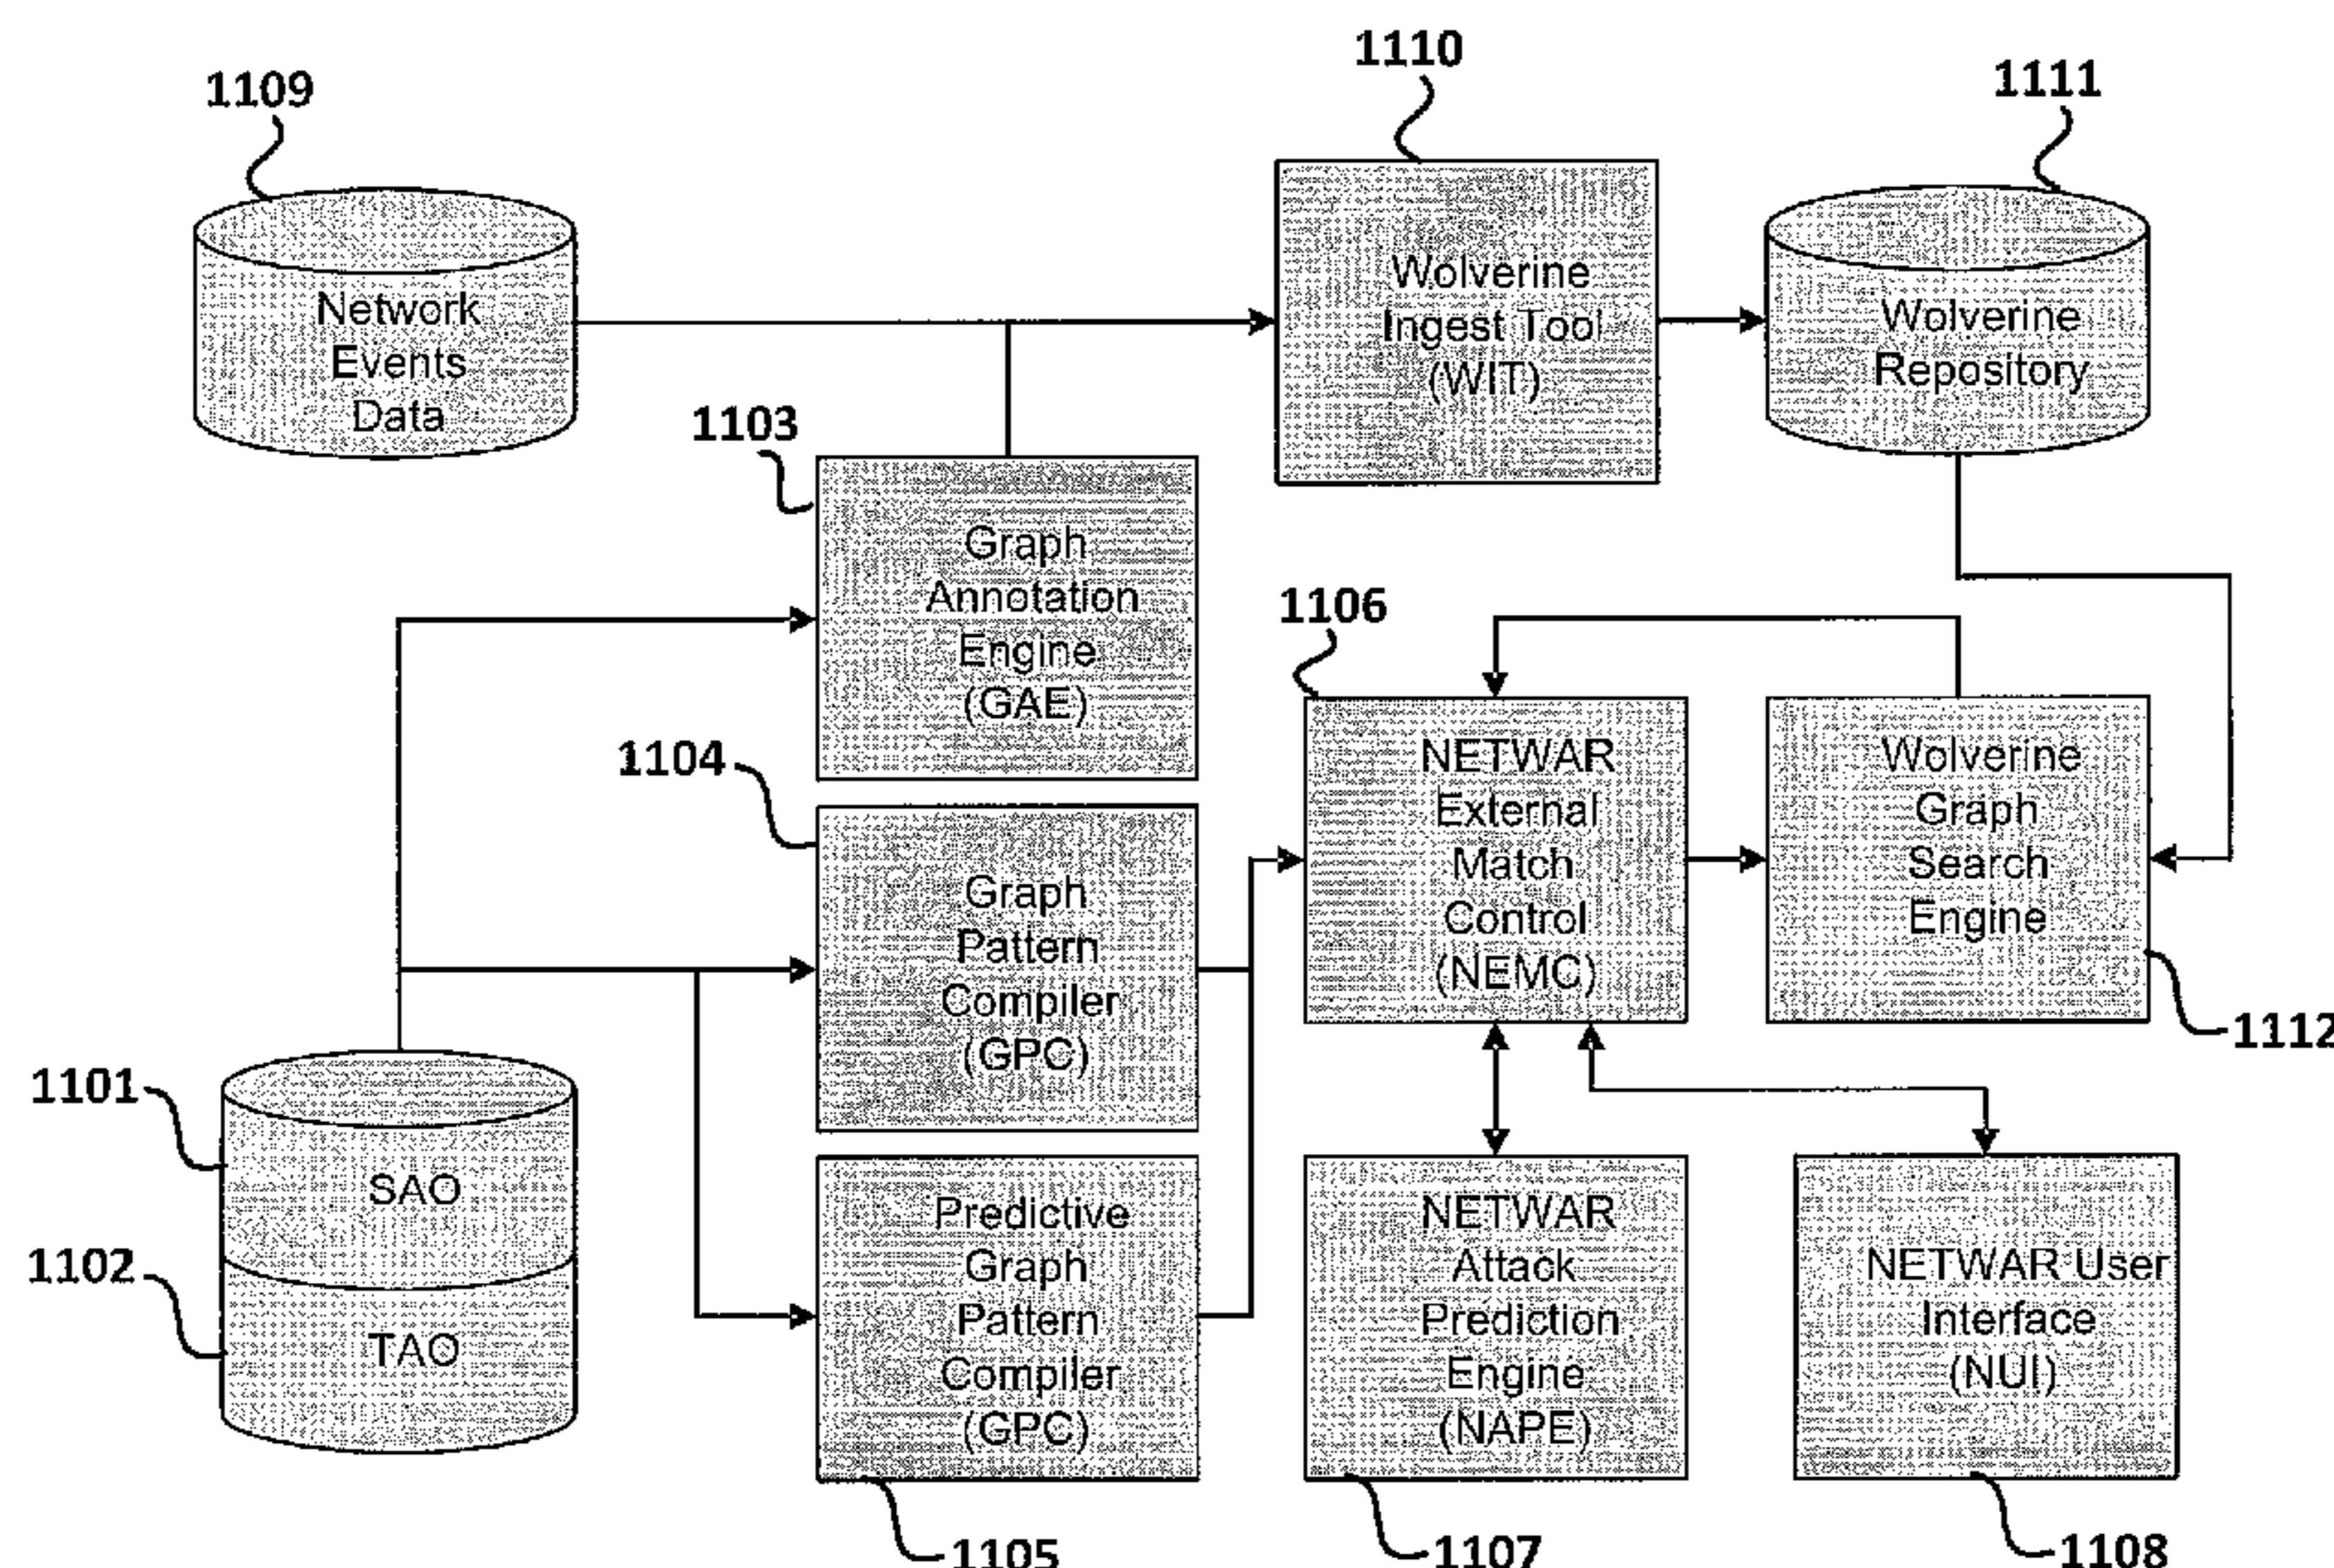 1110
1111
1109
Network
Events
Data
Wolverine
Ingest Tool
(WIT)
Wolverine
Repository
1103
Graph
Annotation
Engine
(GAE)
1106
1104
Graph
Pattern
Compiler
(GPC)
NETWAR
External
Match
Control
(NEMC)
Wolverine
Graph
Search
Engine
1112
1101
SAO
1102
TAO
Predictive
Graph
Pattern
Compiler
(GPC)
NETWAR
Attack
Prediction
Engine
(NAPE)
NETWAR User
Interface
(NUI)
1105
1107
1108